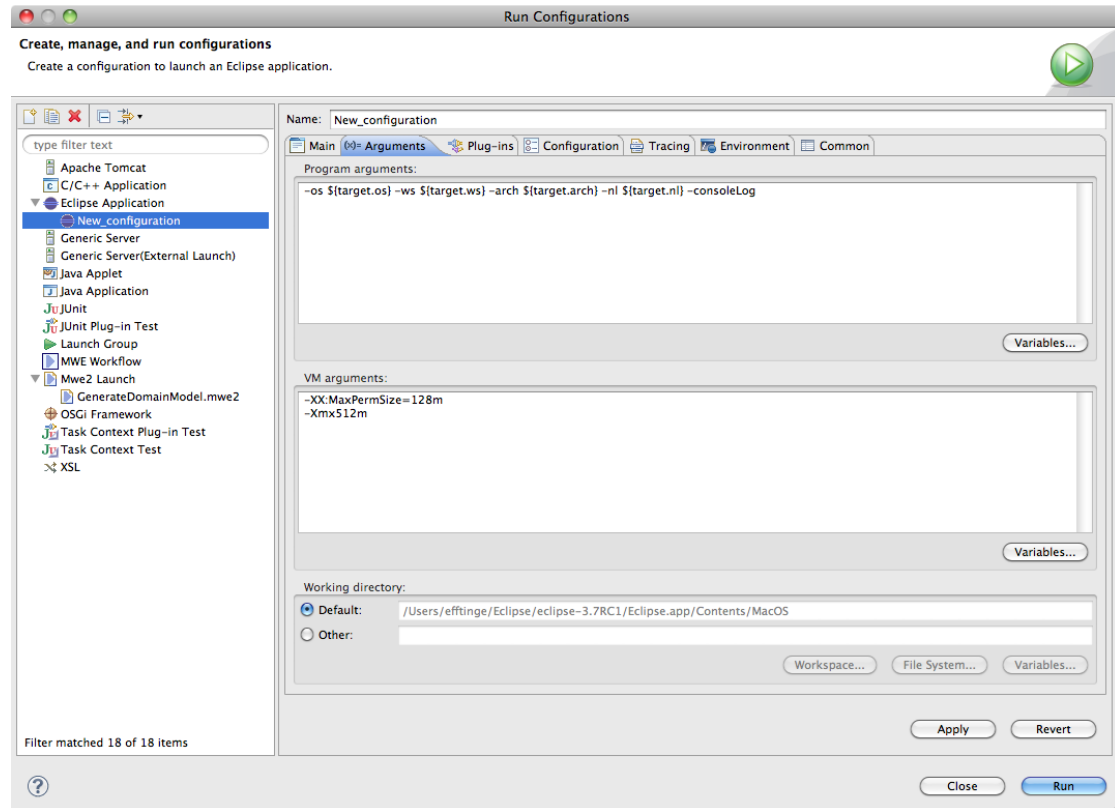 Run Configurations
Create, manage, and run configurations
Create a configuration to launch an Eclipse application.
type filter text
Apache Tomcat
C/C++ Application
Eclipse Application
New_configuration
Generic Server
Generic Server(External Launch)
Java Applet
Java Application
JUnit
JUnit Plug-in Test
Launch Group
MWE Workflow
Mwe2 Launch
GenerateDomainModel.mwe2
OSGi Framework
Task Context Plug-in Test
Task Context Test
XSL
Filter matched 18 of 18 items
Name: New_configuration
Main (x)= Arguments Plug-ins Configuration Tracing Environment Common
Program arguments:
-os ${target.os} -ws ${target.ws} -arch ${target.arch} -nl ${target.nl} -consoleLog
Variables...
VM arguments:
-XX:MaxPermSize=128m
-Xmx512m
Variables...
Working directory:
Default: /Users/efftinge/Eclipse/eclipse-3.7RC1/Eclipse.app/Contents/MacOS
Other:
Workspace... File System... Variables...
Apply Revert
? Close Run